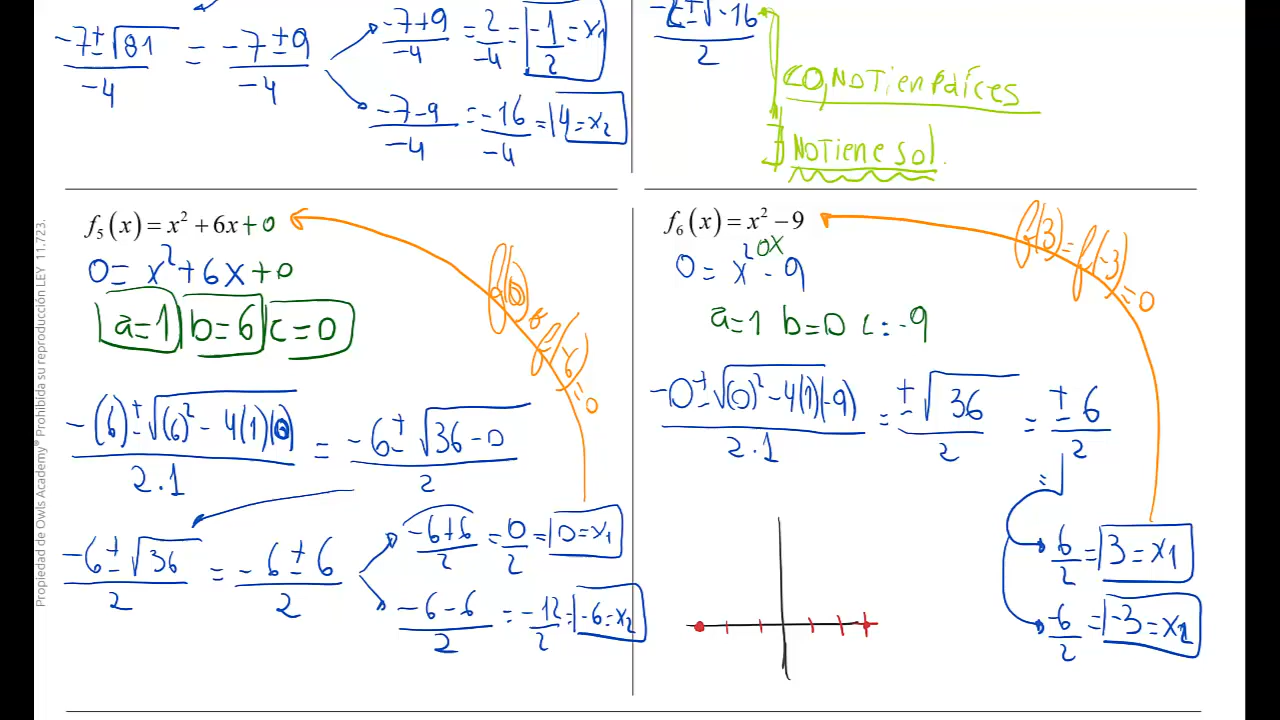 -7±√81/-4 = -7±9/-4
-7+9/-4 = 2/-4 = -1/2 = x₁
-7-9/-4 = -16/-4 = 4 = x₂
±√-16/2
<0, NO Tien Raíces
NO Tiene sol.
f₅(x) = x² + 6x + 0
0 = x² + 6x + 0
a=1 b=6 c=0
-(6)±√(6)² - 4(1)(0)/2.1 = -6±√36-0/2
-6±√36/2 = -6±6/2
-6+6/2 = 0/2 = 0 = x₁
-6-6/2 = -12/2 = -6 = x₂
f(0) = f(-6) = 0
f₆(x) = x² - 9
0x
0 = x² - 9
a=1 b=0 c=-9
-0±√(0)² - 4(1)(-9)/2.1 = ±√36/2 = ±6/2
=
6/2 = 3 = x₁
-6/2 = -3 = x₂
f(3) = f(-3) = 0
Propiedad de Owls Academy® Prohibida su reproducción LEY 11.723.